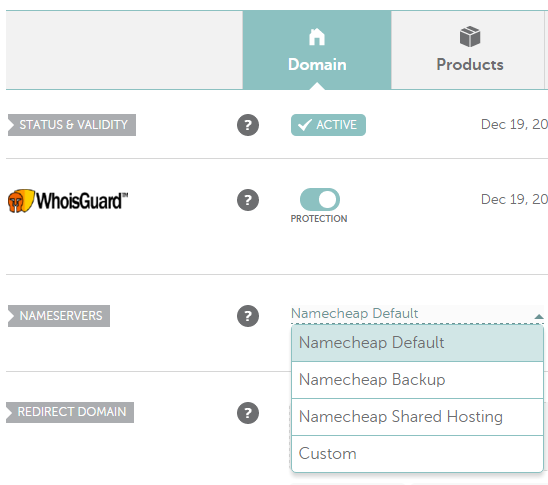 Domain
Products
STATUS & VALIDITY
?
ACTIVE
Dec 19, 20
WhoisGuard™
?
PROTECTION
Dec 19, 20
NAMESERVERS
?
Namecheap Default
Namecheap Default
Namecheap Backup
Namecheap Shared Hosting
REDIRECT DOMAIN
?
Custom